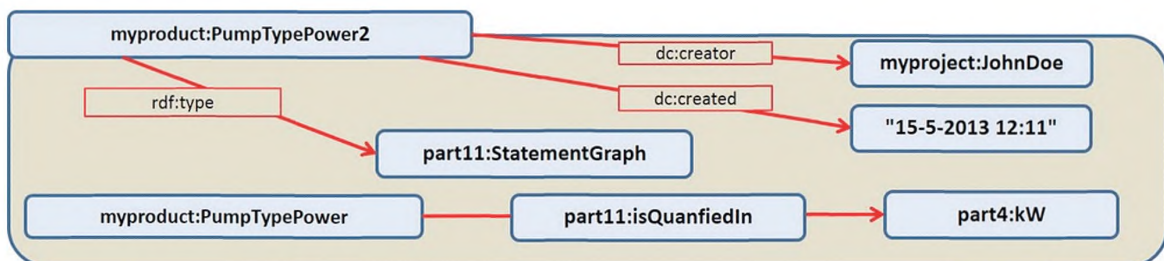 myproduct:PumpTypePower2
dc:creator
myproject:JohnDoe
rdf:type
dc:created
"15-5-2013 12:11"
part11:StatementGraph
myproduct:PumpTypePower
part11:isQuanfiedIn
part4:kW